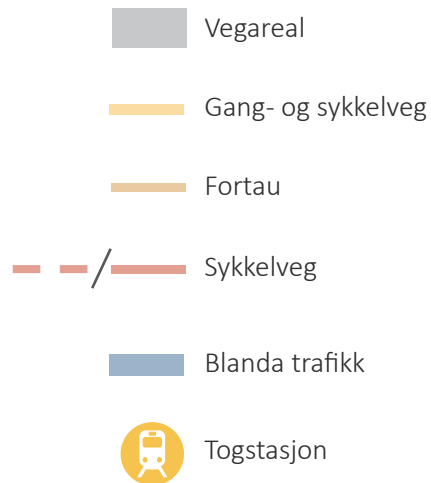 Vegareal
Gang- og sykkelveg
Fortau
Sykkelveg
Blanda trafikk
Togstasjon